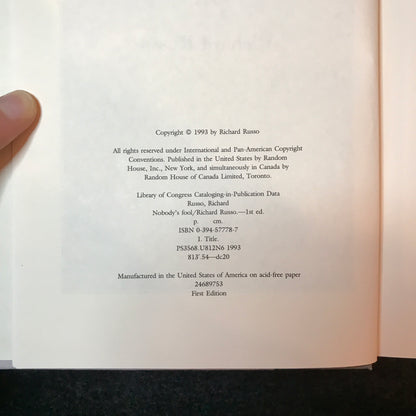 Copyright © 1993 by Richard Russo
All rights reserved under International and Pan-American Copyright
Conventions. Published in the United States by Random
House, Inc., New York, and simultaneously in Canada by
Random House of Canada Limited, Toronto.
Library of Congress Cataloging-in-Publication Data
Russo, Richard
Nobody's fool/Richard Russo.—1st ed.
p. cm.
ISBN 0-394-57778-7
I. Title.
PS3568.U812N6 1993
813'.54—dc20
Manufactured in the United States of America on acid-free paper
24689753
First Edition